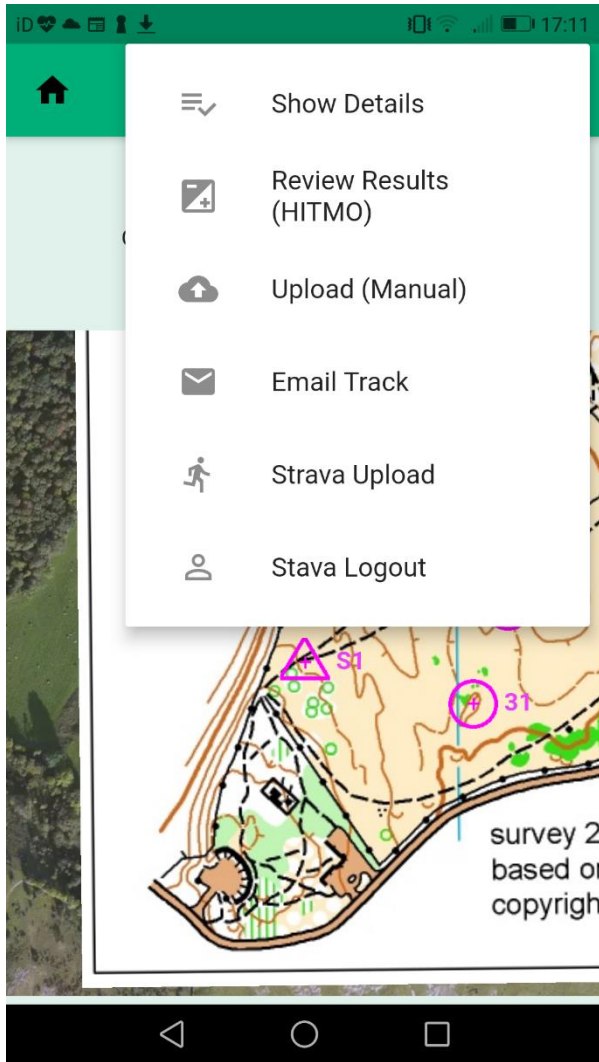 iD 17:11
Show Details
Review Results
(HITMO)
Upload (Manual)
Email Track
Strava Upload
Stava Logout
S1
31
survey 2
based o
copyrigh